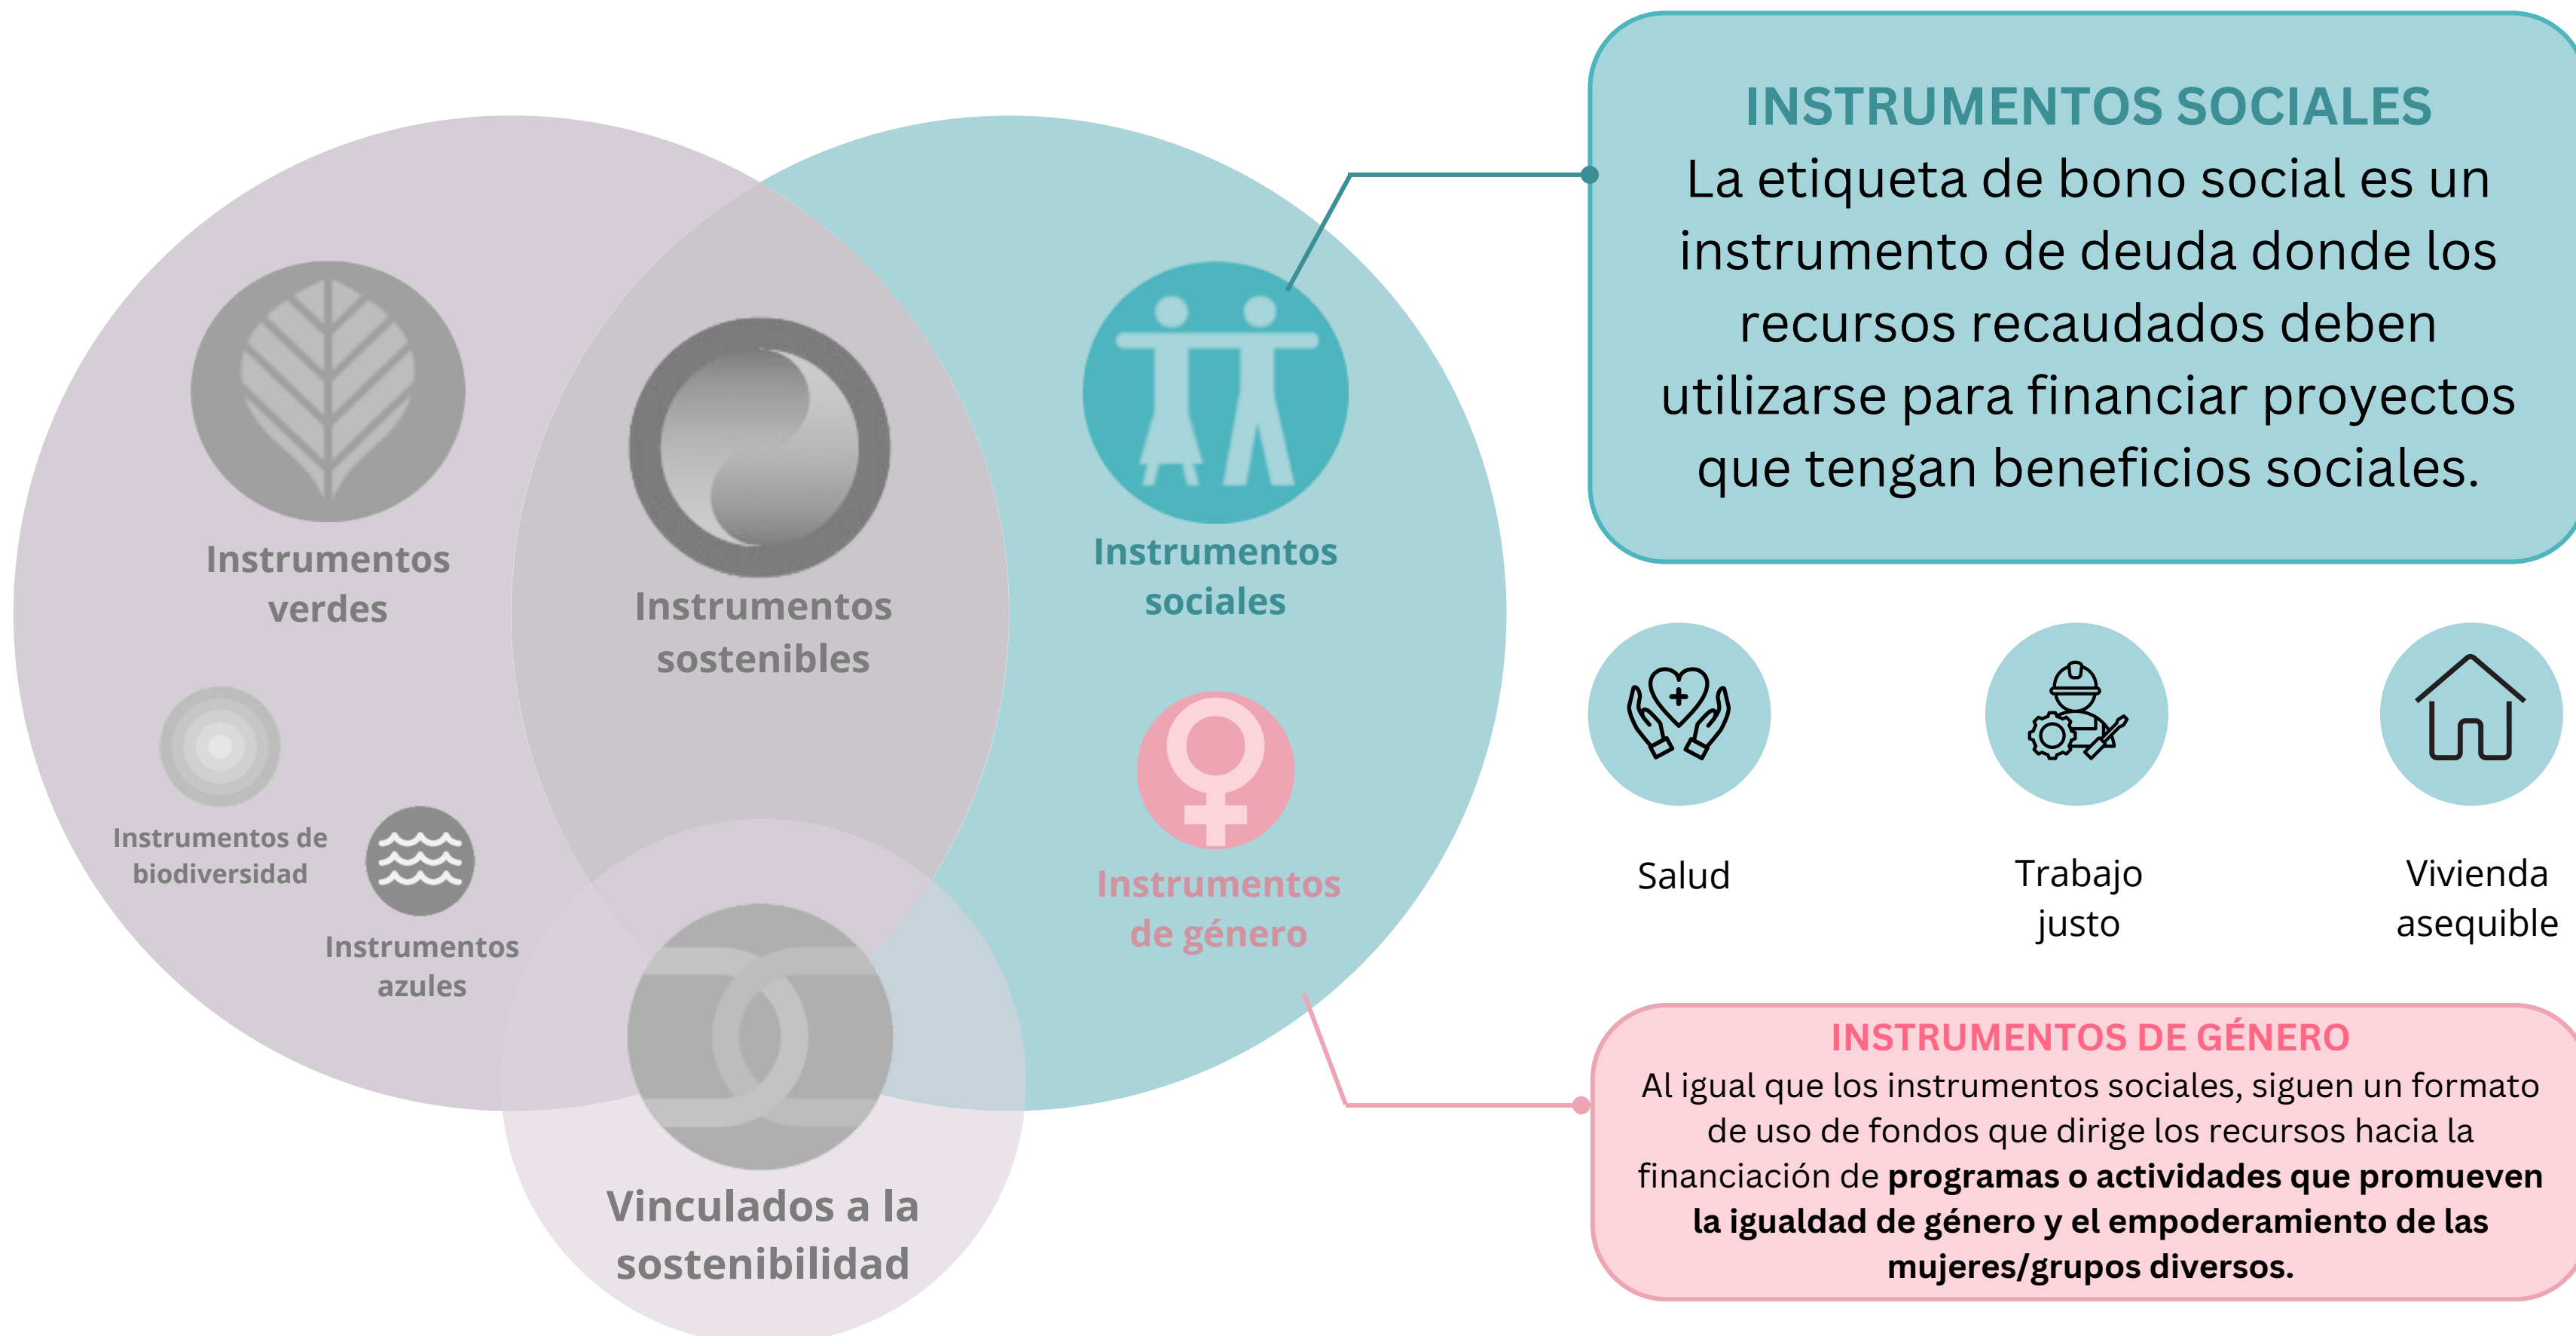 Instrumentos
verdes
Instrumentos
sostenibles
Instrumentos
sociales
Instrumentos de
biodiversidad
Instrumentos
azules
Instrumentos
de género
Vinculados a la
sostenibilidad
INSTRUMENTOS SOCIALES
La etiqueta de bono social es un
instrumento de deuda donde los
recursos recaudados deben
utilizarse para financiar proyectos
que tengan beneficios sociales.
Salud
Trabajo
justo
Vivienda
asequible
INSTRUMENTOS DE GÉNERO
Al igual que los instrumentos sociales, siguen un formato
de uso de fondos que dirige los recursos hacia la
financiación de programas o actividades que promueven
la igualdad de género y el empoderamiento de las
mujeres/grupos diversos.